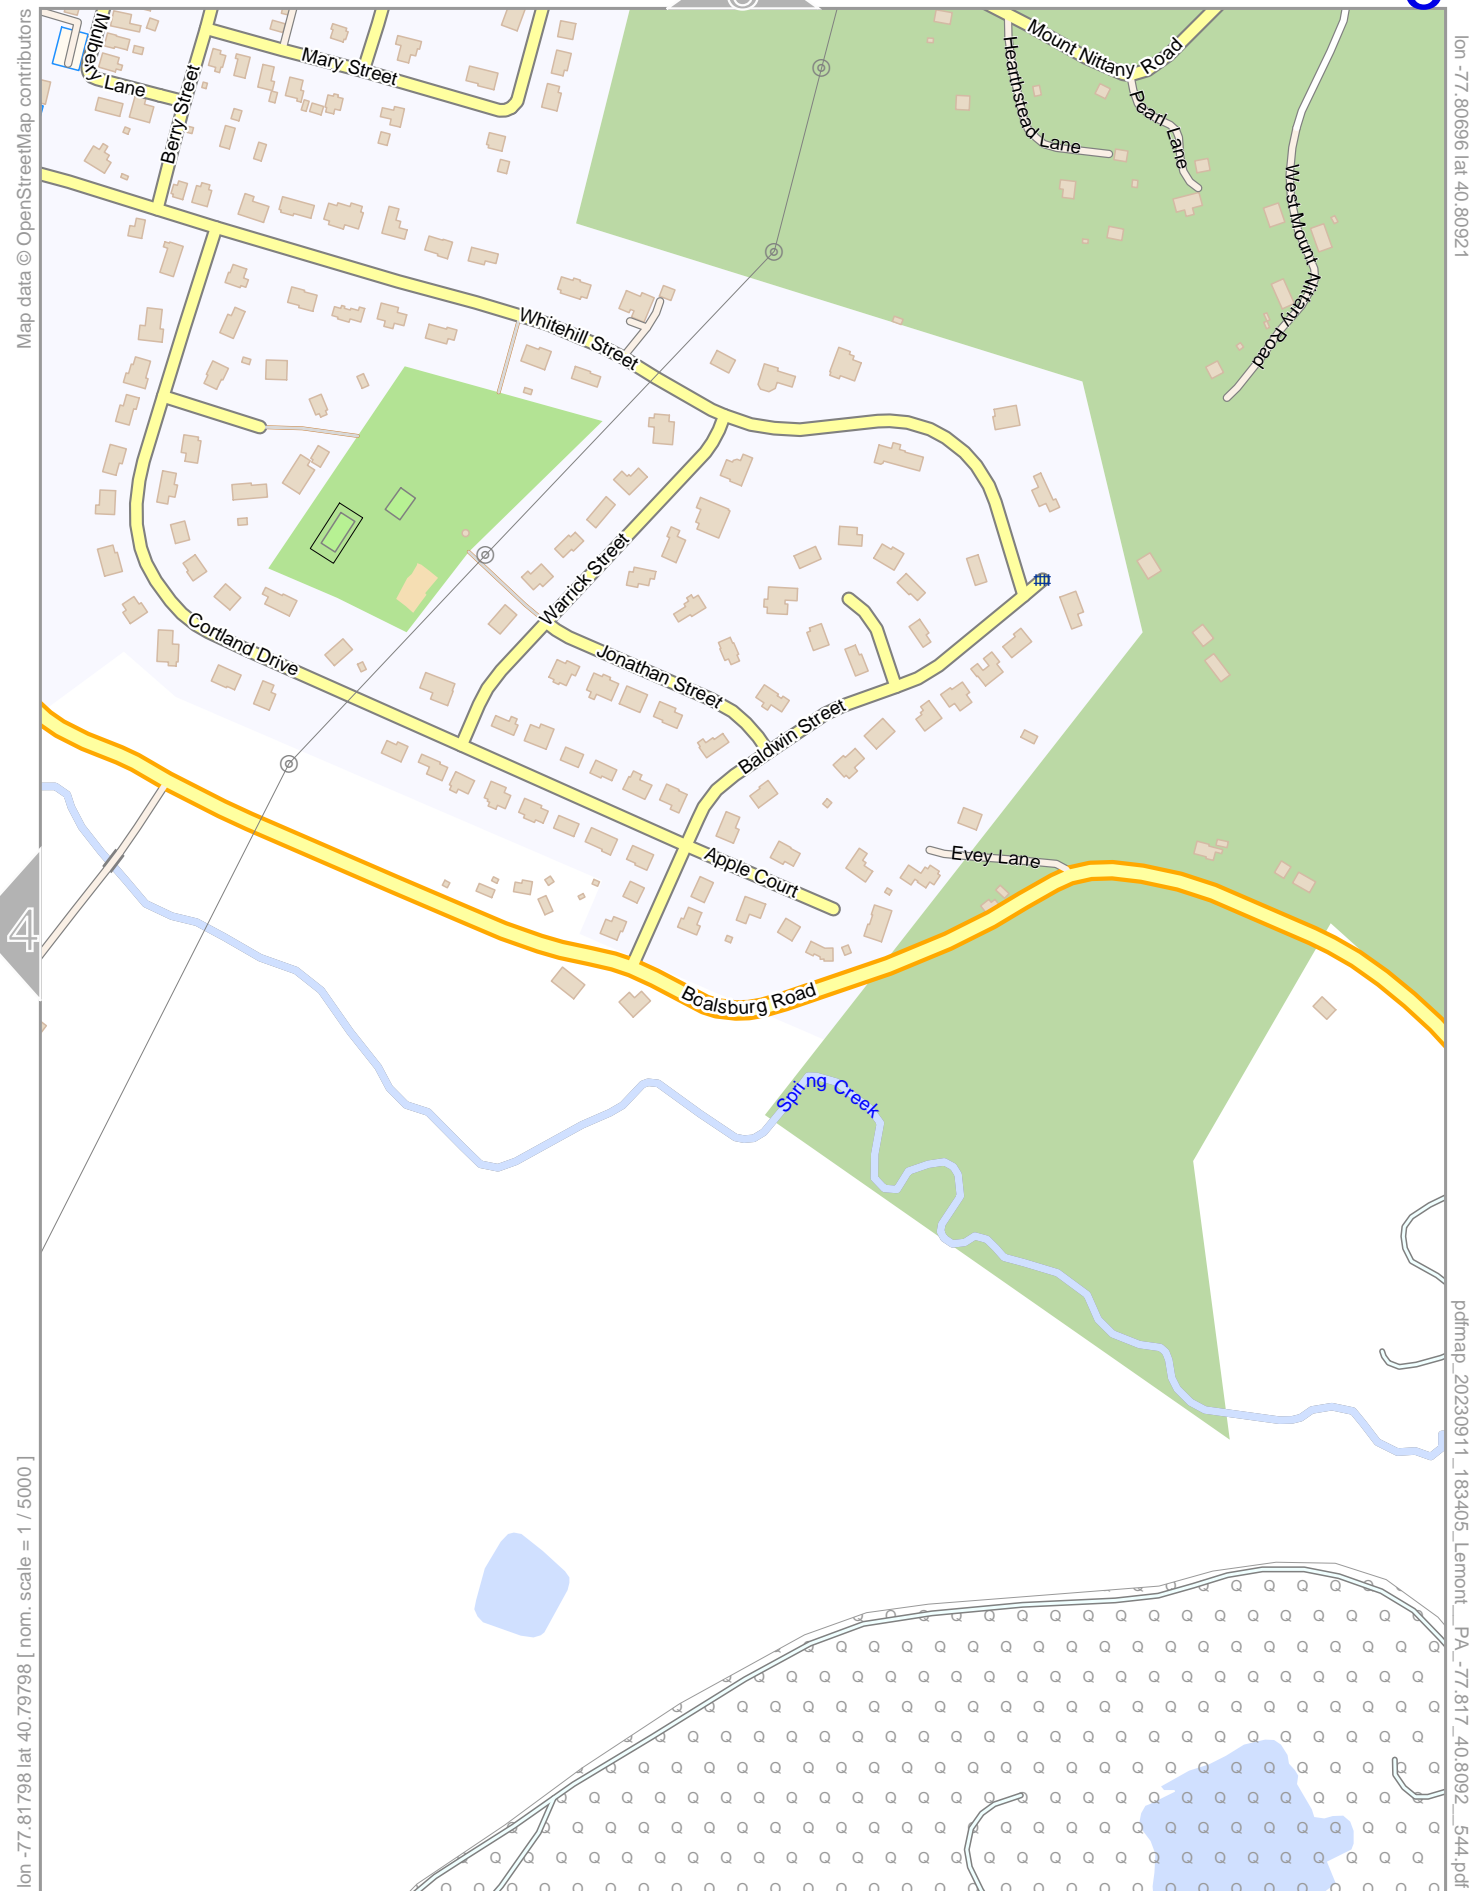 Map data © OpenStreetMap contributors
lon -77.80696 lat 40.80921
Mulberry Lane
Berry Street
Mary Street
Mount Nittany Road
Hearthstead Lane
Pearl Lane
West Mount Nittany Road
Whitehill Street
Warrick Street
Cortland Drive
Jonathan Street
Baldwin Street
Apple Court
Evey Lane
4
Boalsburg Road
Spring Creek
lon -77.81798 lat 40.79798 [ nom. scale = 1 / 5000 ]
pdfmap_20230911_183405_Lemont__PA_-77.817_40.8092__544.pdf